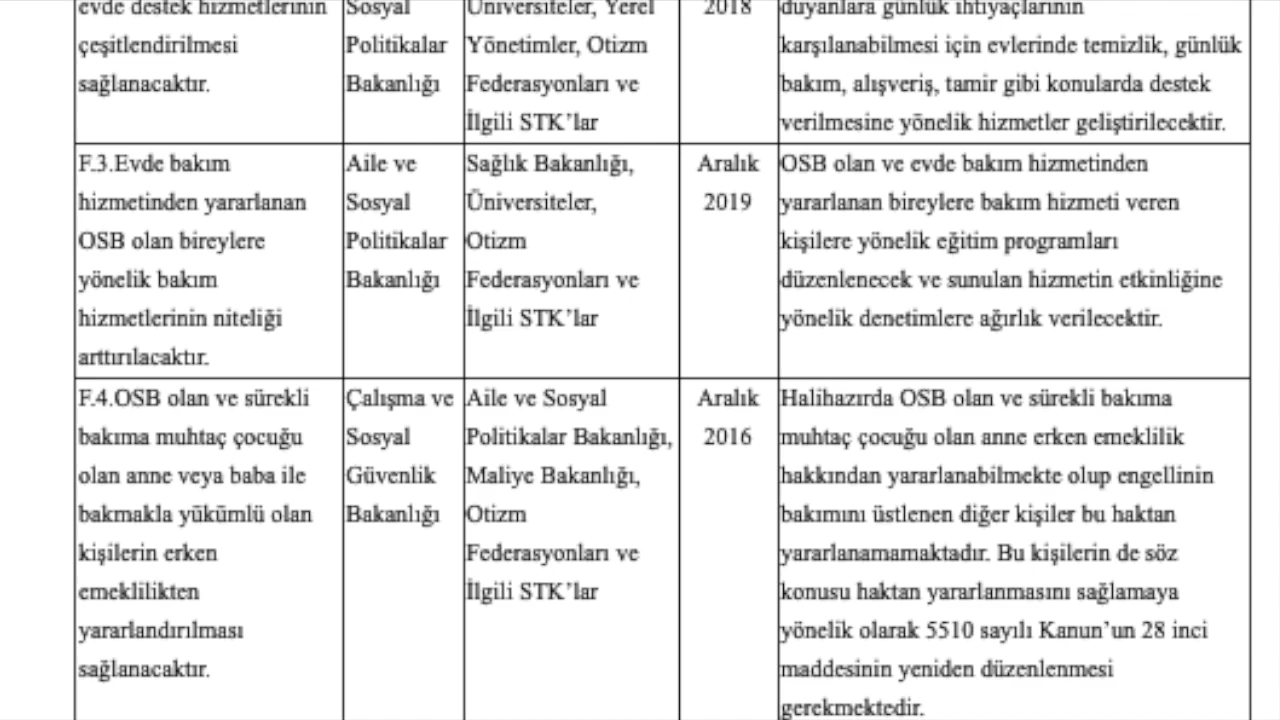 evde destek hizmetlerinin
çeşitlendirilmesi
sağlanacaktır.
Sosyal
Politikalar
Bakanlığı
Üniversiteler, Yerel
Yönetimler, Otizm
Federasyonları ve
İlgili STK’lar
2018
duyanlara günlük ihtiyaçlarının
karşılanabilmesi için evlerinde temizlik, günlük
bakım, alışveriş, tamir gibi konularda destek
verilmesine yönelik hizmetler geliştirilecektir.
F.3.Evde bakım
hizmetinden yararlanan
OSB olan bireylere
yönelik bakım
hizmetlerinin niteliği
arttırılacaktır.
Aile ve
Sosyal
Politikalar
Bakanlığı
Sağlık Bakanlığı,
Üniversiteler,
Otizm
Federasyonları ve
İlgili STK’lar
Aralık
2019
OSB olan ve evde bakım hizmetinden
yararlanan bireylere bakım hizmeti veren
kişilere yönelik eğitim programları
düzenlenecek ve sunulan hizmetin etkinliğine
yönelik denetimlere ağırlık verilecektir.
F.4.OSB olan ve sürekli
bakıma muhtaç çocuğu
olan anne veya baba ile
bakmakla yükümlü olan
kişilerin erken
emeklilikten
yararlandırılması
sağlanacaktır.
Çalışma ve
Sosyal
Güvenlik
Bakanlığı
Aile ve Sosyal
Politikalar Bakanlığı,
Maliye Bakanlığı,
Otizm
Federasyonları ve
İlgili STK’lar
Aralık
2016
Halihazırda OSB olan ve sürekli bakıma
muhtaç çocuğu olan anne erken emeklilik
hakkından yararlanabilmekte olup engellinin
bakımını üstlenen diğer kişiler bu haktan
yararlanamamaktadır. Bu kişilerin de söz
konusu haktan yararlanmasını sağlamaya
yönelik olarak 5510 sayılı Kanun’un 28 inci
maddesinin yeniden düzenlenmesi
gerekmektedir.